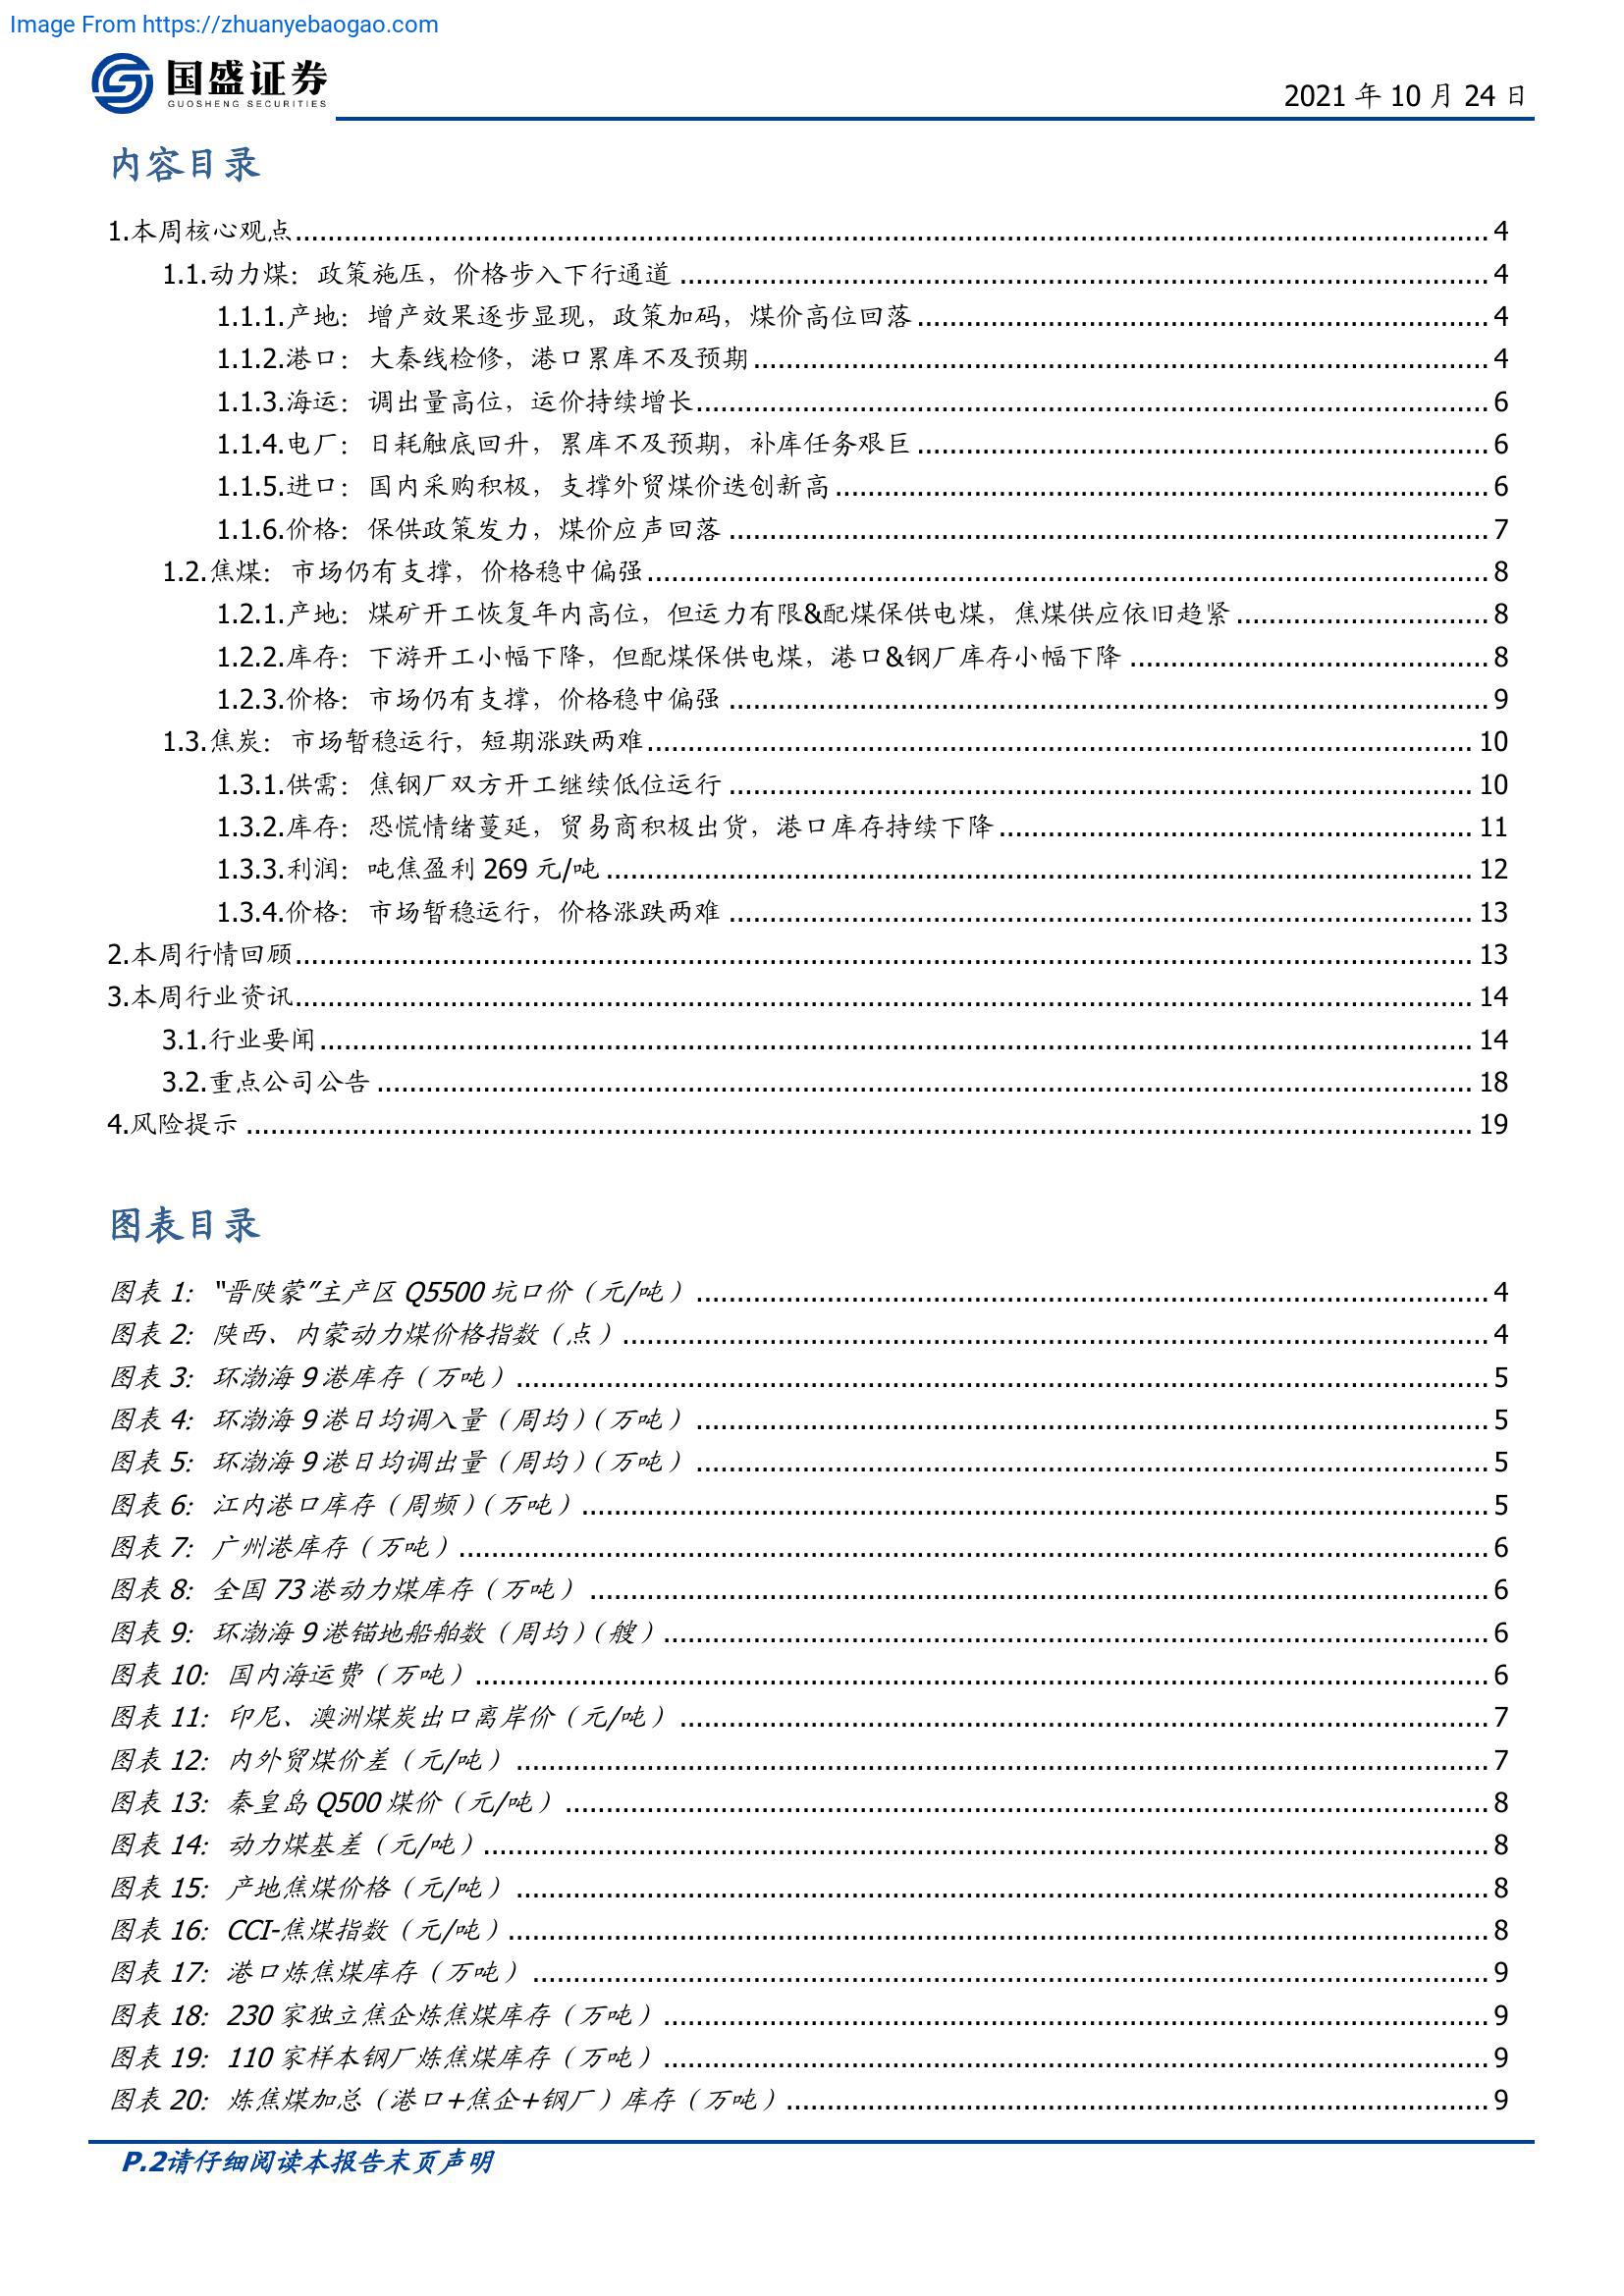 Image From https://zhuanyebaogao.com
国盛证券
GUOSHENG SECURITIES
2021 年 10 月 24 日
内容目录
1.本周核心观点 4
1.1.动力煤：政策施压，价格步入下行通道 4
1.1.1.产地：增产效果逐步显现，政策加码，煤价高位回落 4
1.1.2.港口：大秦线检修，港口累库不及预期 4
1.1.3.海运：调出量高位，运价持续增长 6
1.1.4.电厂：日耗触底回升，累库不及预期，补库任务艰巨 6
1.1.5.进口：国内采购积极，支撑外贸煤价迭创新高 6
1.1.6.价格：保供政策发力，煤价应声回落 7
1.2.焦煤：市场仍有支撑，价格稳中偏强 8
1.2.1.产地：煤矿开工恢复年内高位，但运力有限&配煤保供电煤，焦煤供应依旧趋紧 8
1.2.2.库存：下游开工小幅下降，但配煤保供电煤，港口&钢厂库存小幅下降 8
1.2.3.价格：市场仍有支撑，价格稳中偏强 9
1.3.焦炭：市场暂稳运行，短期涨跌两难 10
1.3.1.供需：焦钢厂双方开工继续低位运行 10
1.3.2.库存：恐慌情绪蔓延，贸易商积极出货，港口库存持续下降 11
1.3.3.利润：吨焦盈利 269 元/吨 12
1.3.4.价格：市场暂稳运行，价格涨跌两难 13
2.本周行情回顾 13
3.本周行业资讯 14
3.1.行业要闻 14
3.2.重点公司公告 18
4.风险提示 19
图表目录
图表 1：“晋陕蒙”主产区 Q5500 坑口价（元/吨） 4
图表 2：陕西、内蒙动力煤价格指数（点） 4
图表 3：环渤海 9 港库存（万吨） 5
图表 4：环渤海 9 港日均调入量（周均）（万吨） 5
图表 5：环渤海 9 港日均调出量（周均）（万吨） 5
图表 6：江内港口库存（周频）（万吨） 5
图表 7：广州港库存（万吨） 6
图表 8：全国 73 港动力煤库存（万吨） 6
图表 9：环渤海 9 港锚地船舶数（周均）（艘） 6
图表 10：国内海运费（万吨） 6
图表 11：印尼、澳洲煤炭出口离岸价（元/吨） 7
图表 12：内外贸煤价差（元/吨） 7
图表 13：秦皇岛 Q500 煤价（元/吨） 8
图表 14：动力煤基差（元/吨） 8
图表 15：产地焦煤价格（元/吨） 8
图表 16：CCI-焦煤指数（元/吨） 8
图表 17：港口炼焦煤库存（万吨） 9
图表 18：230 家独立焦企炼焦煤库存（万吨） 9
图表 19：110 家样本钢厂炼焦煤库存（万吨） 9
图表 20：炼焦煤加总（港口+焦企+钢厂）库存（万吨） 9
P.2请仔细阅读本报告末页声明